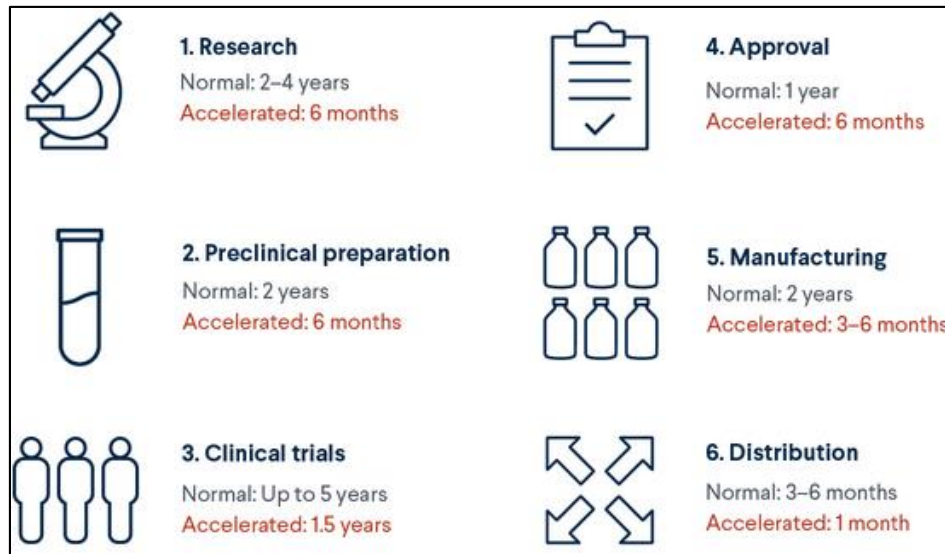 1. Research
Normal: 2–4 years
Accelerated: 6 months
2. Preclinical preparation
Normal: 2 years
Accelerated: 6 months
3. Clinical trials
Normal: Up to 5 years
Accelerated: 1.5 years
4. Approval
Normal: 1 year
Accelerated: 6 months
5. Manufacturing
Normal: 2 years
Accelerated: 3–6 months
6. Distribution
Normal: 3–6 months
Accelerated: 1 month